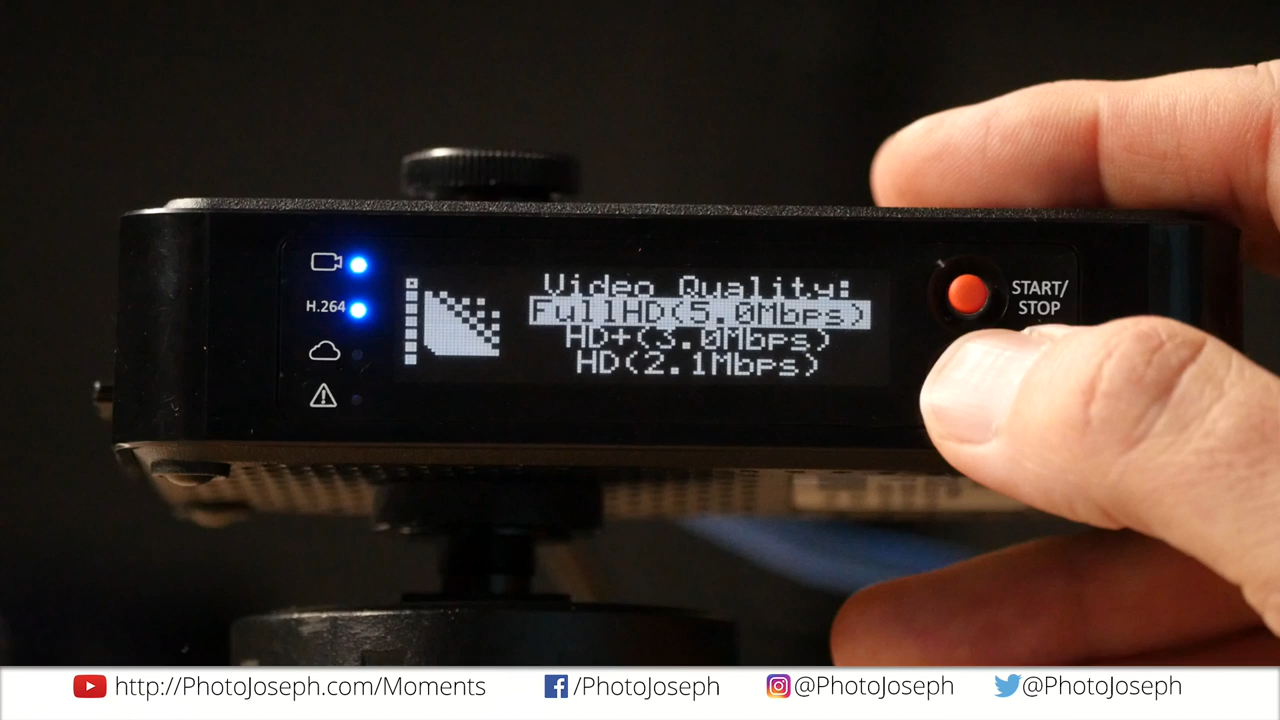 H.264
Video Quality:
FullHD(5.0Mbps)
HD+(3.0Mbps)
HD(2.1Mbps)
START/
STOP
http://PhotoJoseph.com/Moments
/PhotoJoseph
@PhotoJoseph
@PhotoJoseph